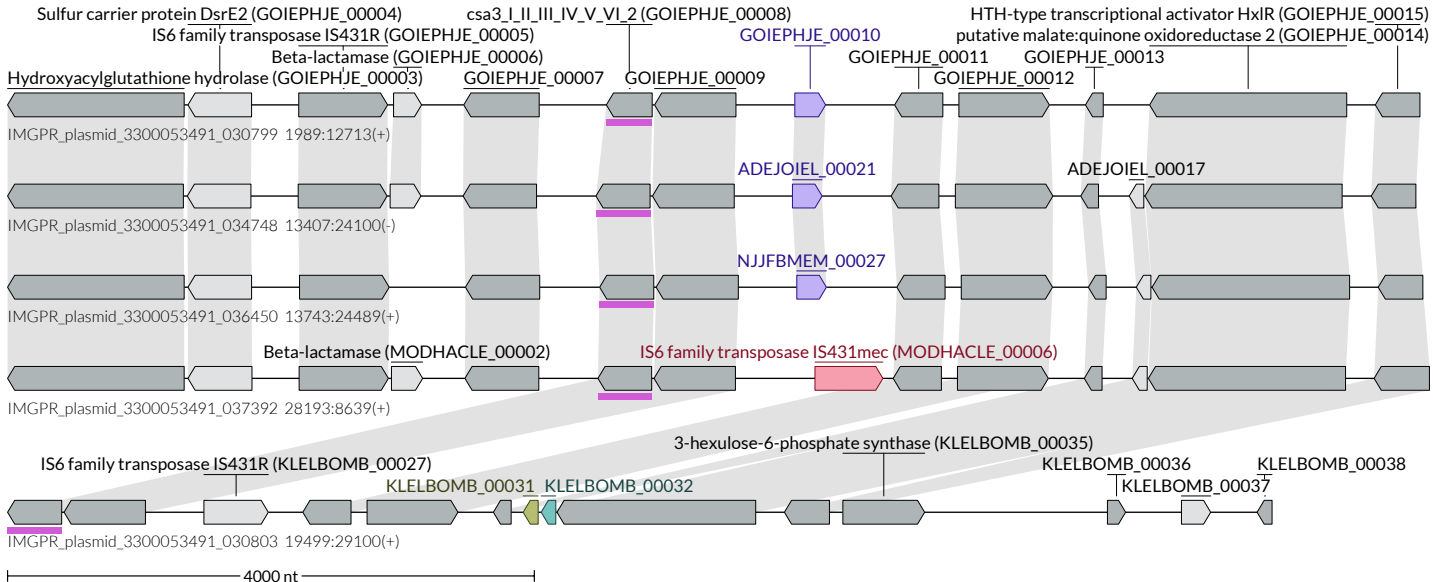 Sulfur carrier protein DsrE2 (GOIEPHJE_00004)
csa3_I_II_III_IV_V_VI_2 (GOIEPHJE_00008)
HTH-type transcriptional activator HxlR (GOIEPHJE_00015)
IS6 family transposase IS431R (GOIEPHJE_00005)
GOIEPHJE_00010
putative malate:quinone oxidoreductase 2 (GOIEPHJE_00014)
Beta-lactamase (GOIEPHJE_00006)
GOIEPHJE_00011
GOIEPHJE_00013
Hydroxyacylglutathione hydrolase (GOIEPHJE_00003)
GOIEPHJE_00007
GOIEPHJE_00009
GOIEPHJE_00012
IMGPR_plasmid_3300053491_030799 1989:12713(+)
ADEJOIEL_00021
ADEJOIEL_00017
IMGPR_plasmid_3300053491_034748 13407:24100(-)
NJJFBMEM_00027
IMGPR_plasmid_3300053491_036450 13743:24489(+)
Beta-lactamase (MODHACLE_00002)
IS6 family transposase IS431mec (MODHACLE_00006)
IMGPR_plasmid_3300053491_037392 28193:8639(+)
3-hexulose-6-phosphate synthase (KLELBOMB_00035)
IS6 family transposase IS431R (KLELBOMB_00027)
KLELBOMB_00036
KLELBOMB_00038
KLELBOMB_00031
KLELBOMB_00032
KLELBOMB_00037
IMGPR_plasmid_3300053491_030803 19499:29100(+)
4000 nt